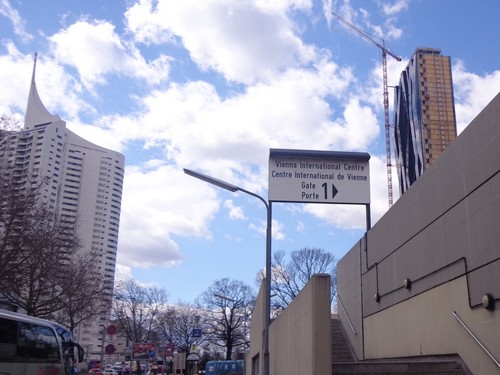 Vienna International Centre
Centre International de Vienne
Gate
Porte 1